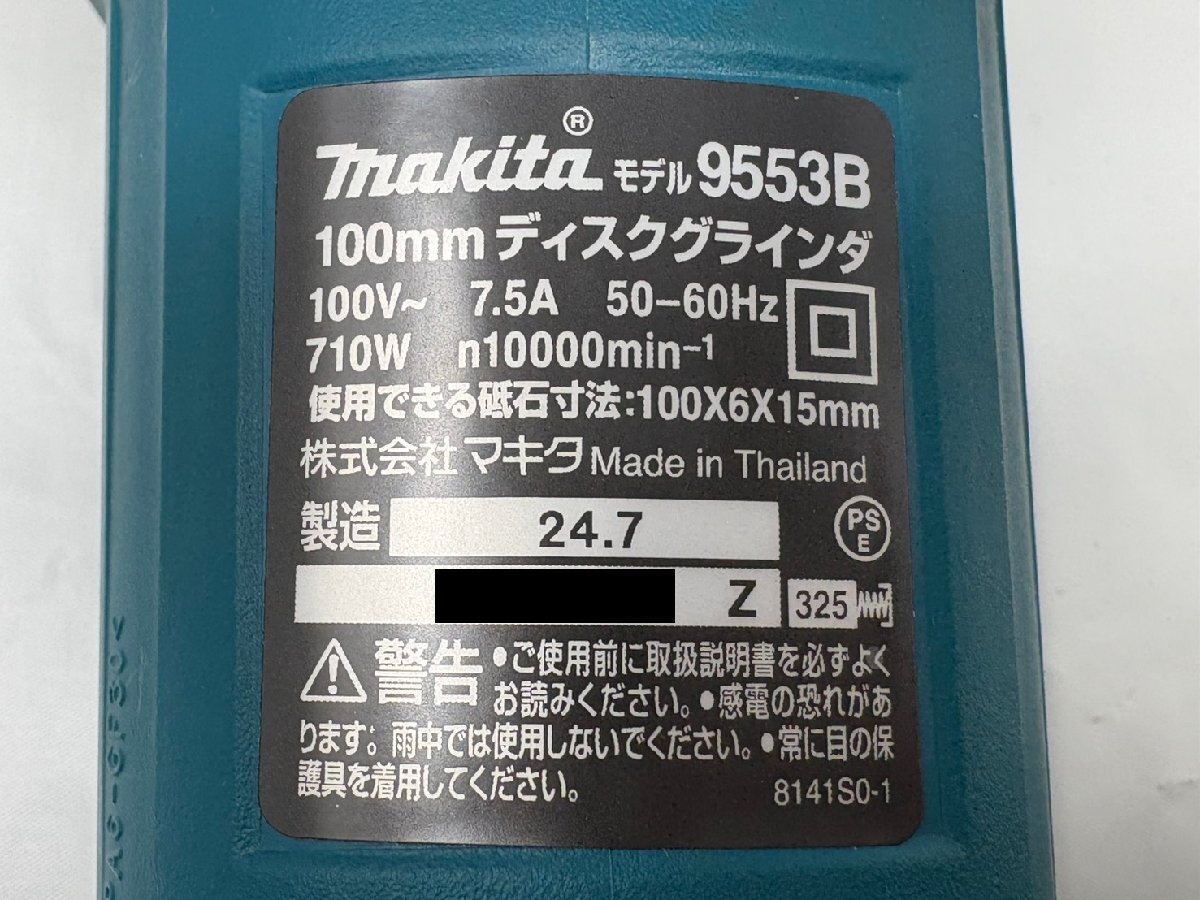 makita® モデル 9553B
100mm ディスクグラインダ
100V~ 7.5A 50-60Hz
710W n10000min⁻¹
使用できる砥石寸法:100X6X15mm
株式会社マキタ Made in Thailand
製造 24.7
PS
E
Z 325
警告 •ご使用前に取扱説明書を必ずよく
お読みください。•感電の恐れがあ
ります:雨中では使用しないでください。•常に目の保
護具を着用してください。
8141S0-1
PA6-GF30<